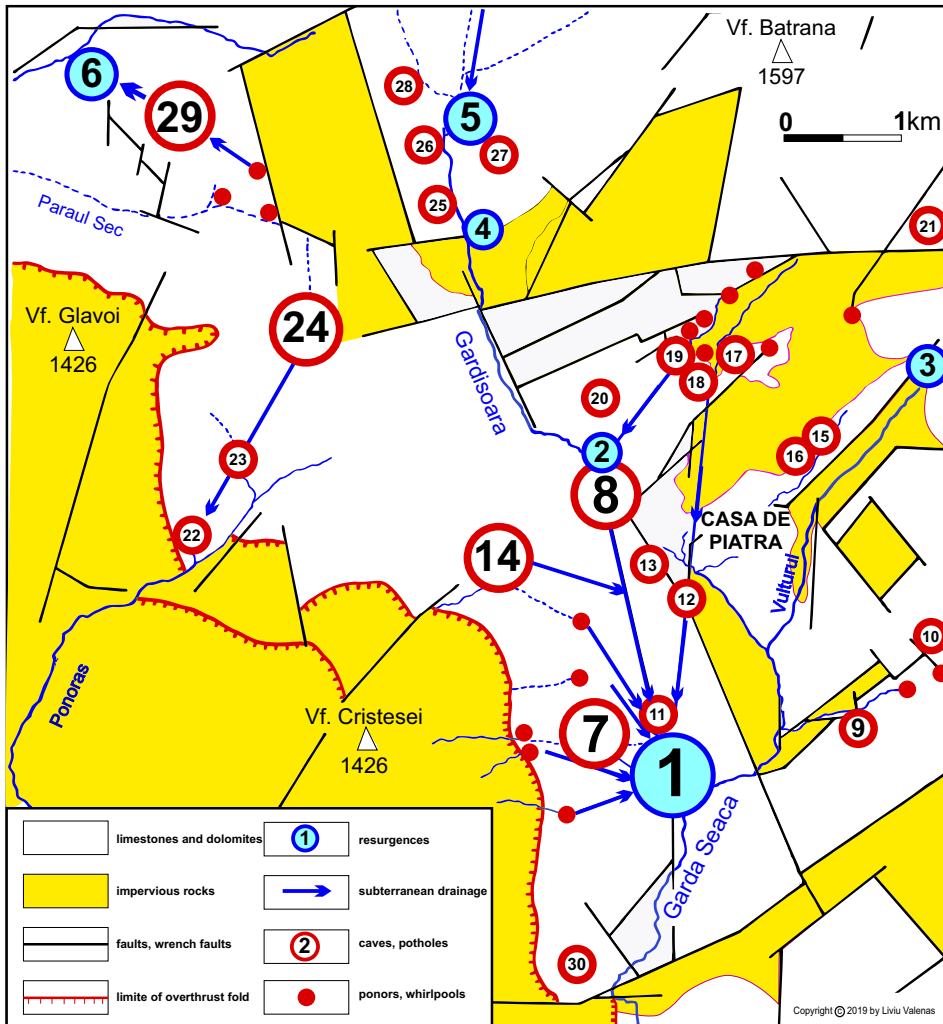 Vf. Batrana
1597
0 1km
6
29
28
5
26
27
25
4
Paraul Sec
21
Vf. Glavoi
1426
24
Gardisoara
19
17
18
3
20
2
8
15
16
23
22
CASA DE
PIATRA
Vulturul
14
13
12
10
Ponoras
Vf. Cristesei
1426
11
7
9
1
Garda Seaca
30
limestones and dolomites
1 resurgences
impervious rocks
subterranean drainage
faults, wrench faults
2 caves, potholes
limite of overthrust fold
ponors, whirlpools
Copyright © 2019 by Liviu Valenas